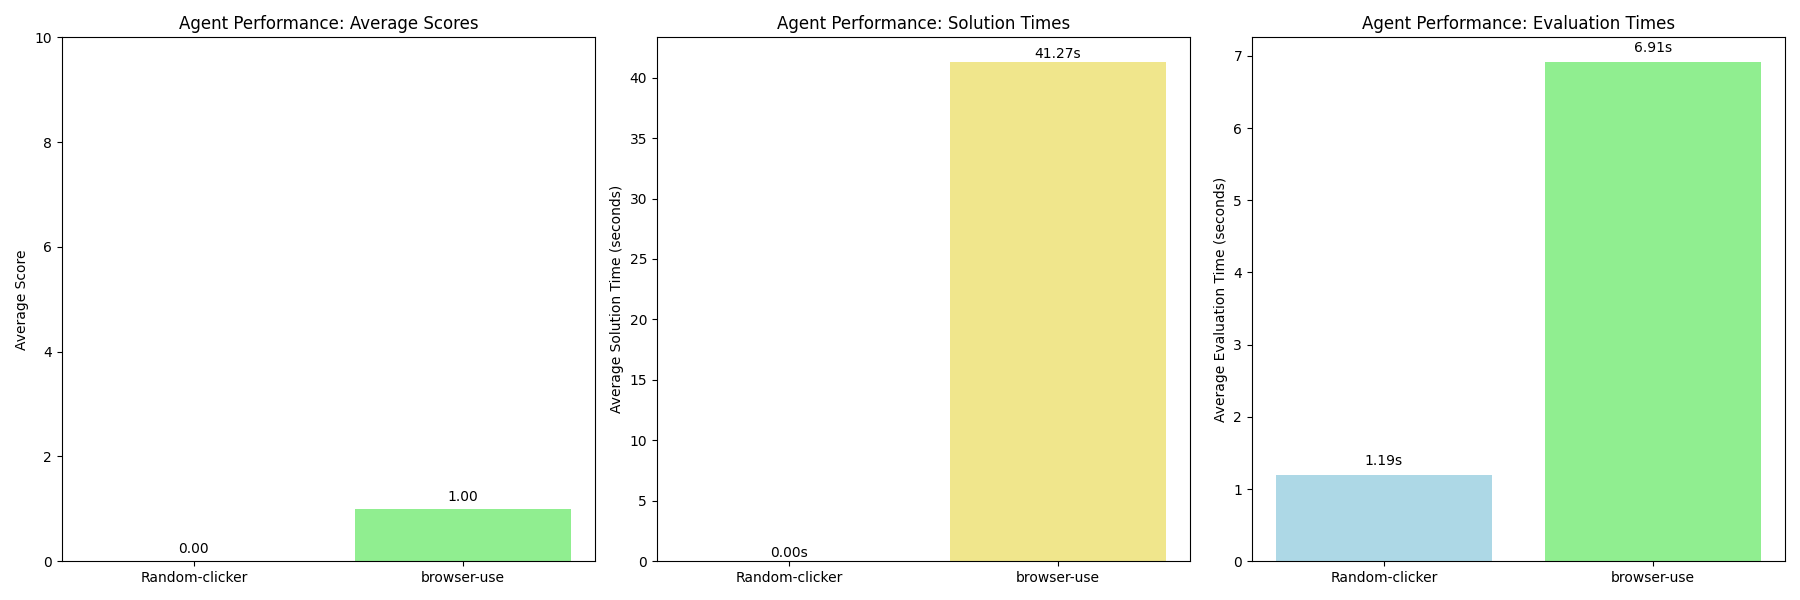 Agent Performance: Average Scores
Average Score
10
8
6
4
2
0
0.00
1.00
Random-clicker
browser-use
Agent Performance: Solution Times
Average Solution Time (seconds)
40
35
30
25
20
15
10
5
0
0.00s
41.27s
Random-clicker
browser-use
Agent Performance: Evaluation Times
Average Evaluation Time (seconds)
7
6
5
4
3
2
1
0
1.19s
6.91s
Random-clicker
browser-use